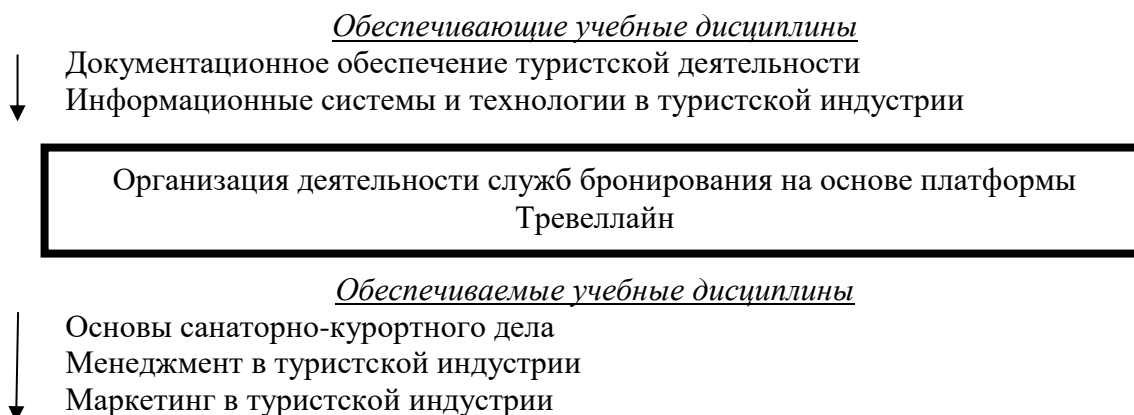 Обеспечивающие учебные дисциплины
Документационное обеспечение туристской деятельности
Информационные системы и технологии в туристской индустрии
Организация деятельности служб бронирования на основе платформы
Тревеллайн
Обеспечиваемые учебные дисциплины
Основы санаторно-курортного дела
Менеджмент в туристской индустрии
Маркетинг в туристской индустрии